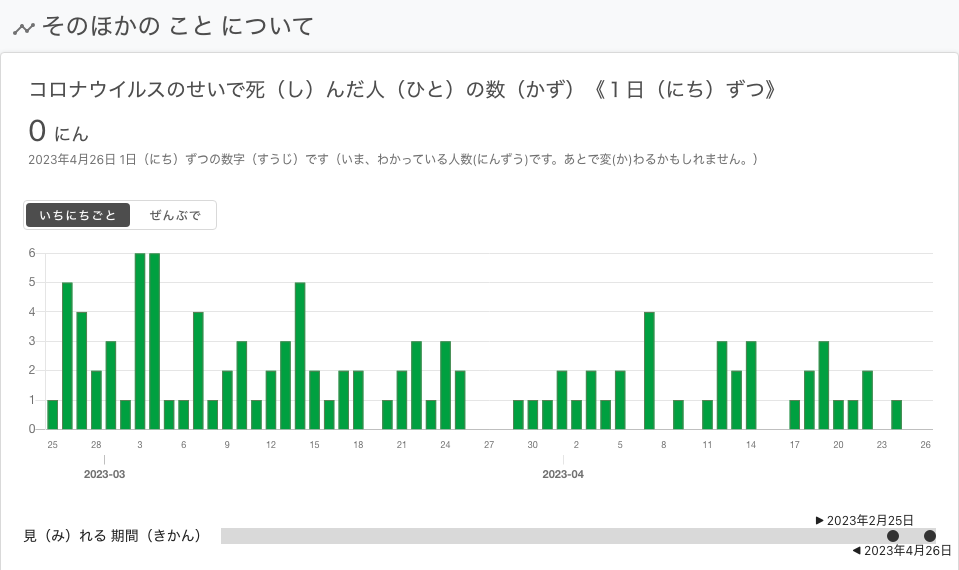 そのほかの こと について
コロナウイルスのせいで死（し）んだ人（ひと）の数（かず）《１日（にち）ずつ》
0 にん
2023年4月26日 1日（にち）ずつの数字（すうじ）です（いま、わかっている人数(にんずう)です。あとで変(か)わるかもしれません。）
いちにちごと ぜんぶで
6
5
4
3
2
1
0
25 28 3 6 9 12 15 18 21 24 27 30 2 5 8 11 14 17 20 23 26
2023-03 2023-04
▶ 2023年2月25日
見（み）れる 期間（きかん）
◀ 2023年4月26日